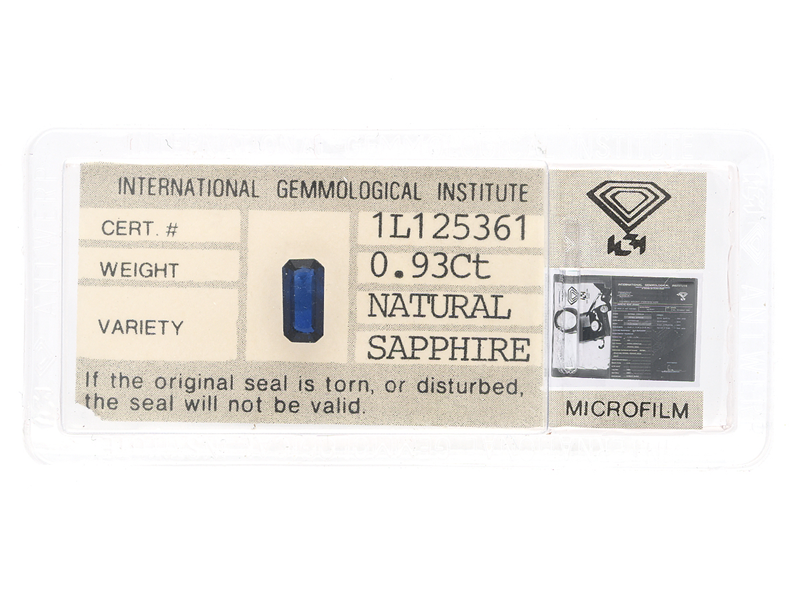 INTERNATIONAL GEMMOLOGICAL INSTITUTE
CERT. # 1L125361
WEIGHT 0.93Ct
VARIETY NATURAL
SAPPHIRE
If the original seal is torn, or disturbed,
the seal will not be valid.
MICROFILM